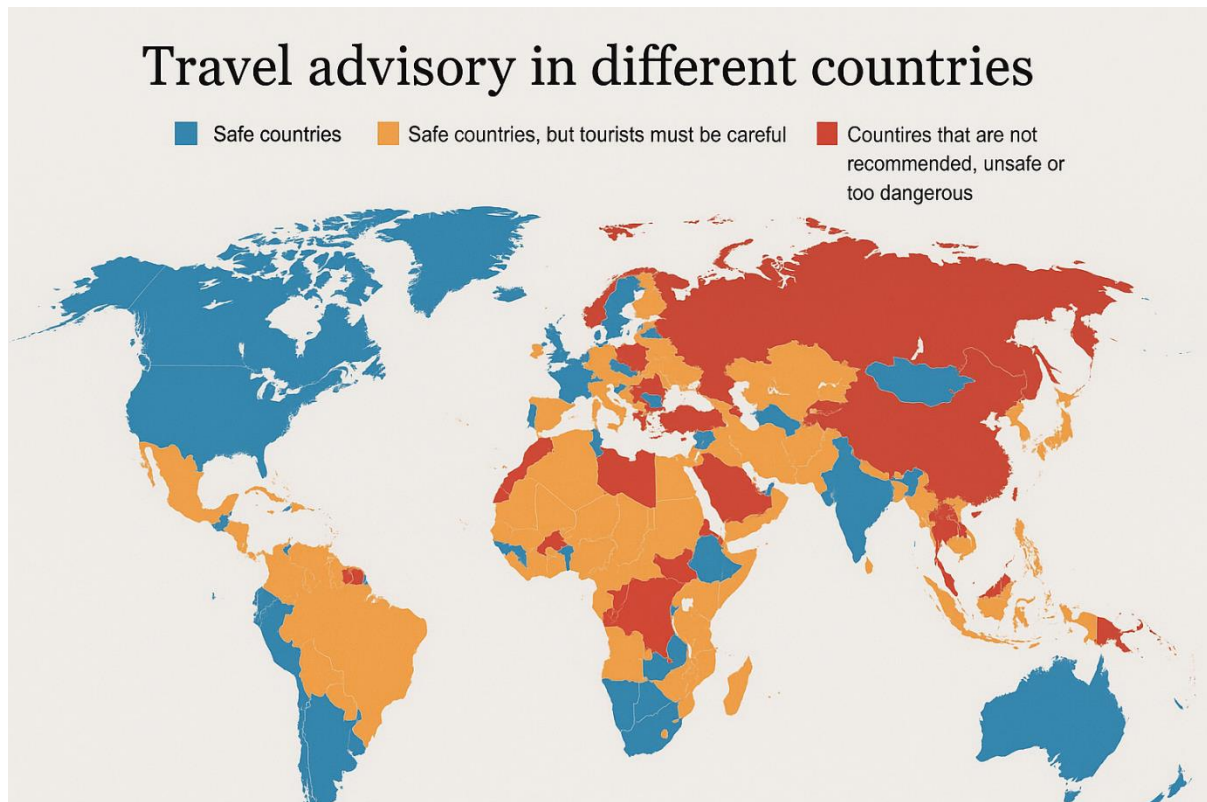 Travel advisory in different countries
Safe countries
Safe countries, but tourists must be careful
Countires that are not
recommended, unsafe or
too dangerous